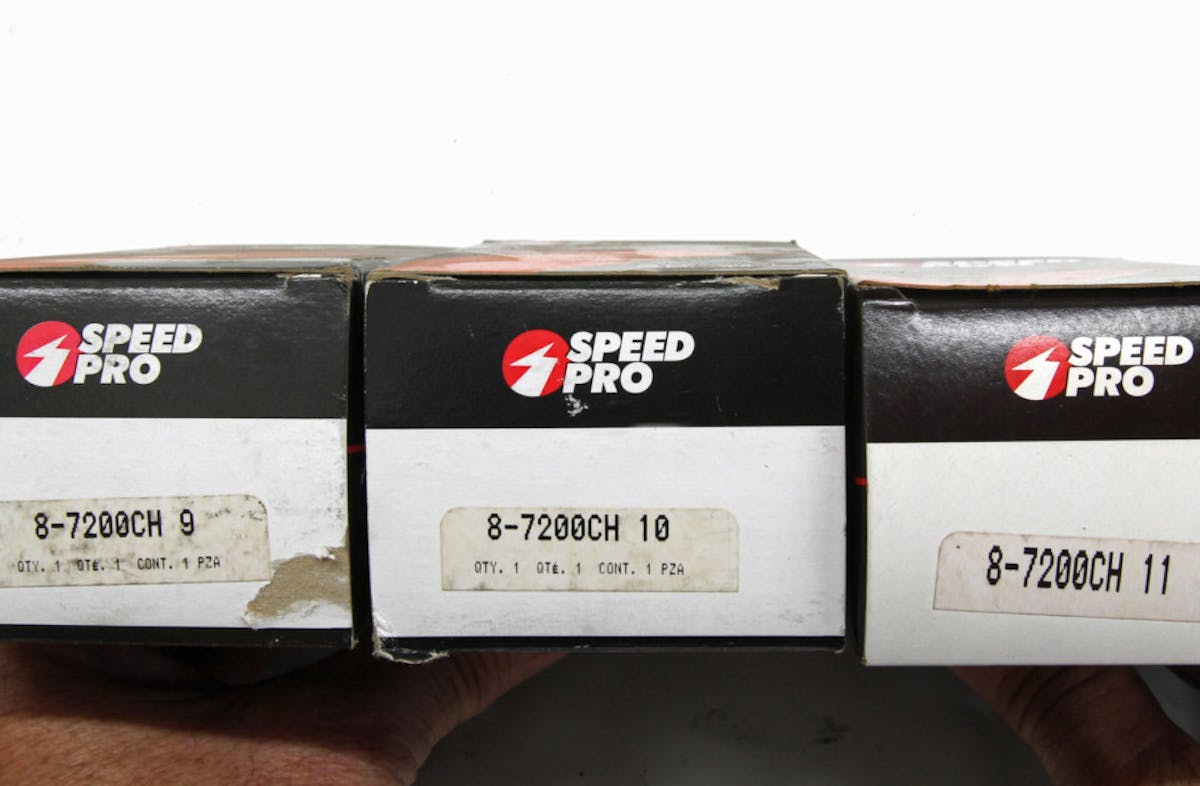 SPEED
PRO
8-7200CH 9
QTY. 1 QTÉ. 1 CONT. 1 PZA
SPEED
PRO
8-7200CH 10
QTY. 1 QTÉ. 1 CONT. 1 PZA
SPEED
PRO
8-7200CH 11